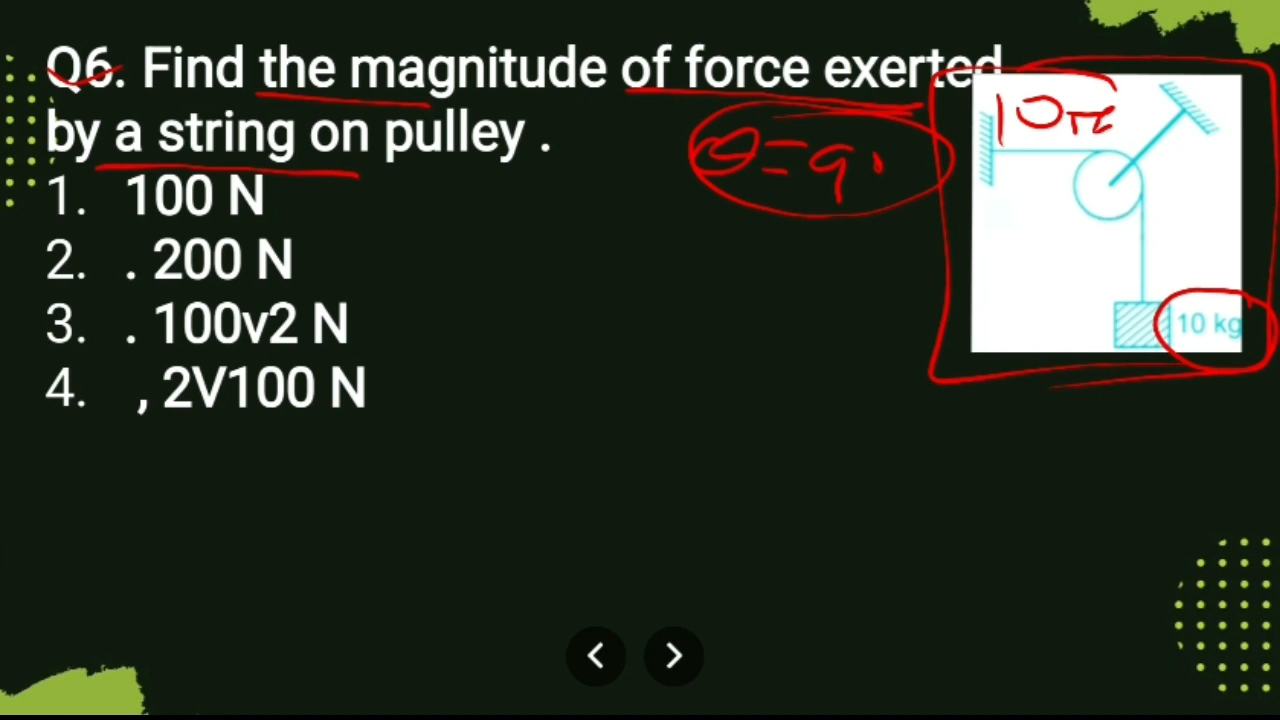 Q6. Find the magnitude of force exerted
by a string on pulley .
1. 100 N
2. . 200 N
3. . 100v2 N
4. , 2V100 N
θ=90
10 kg